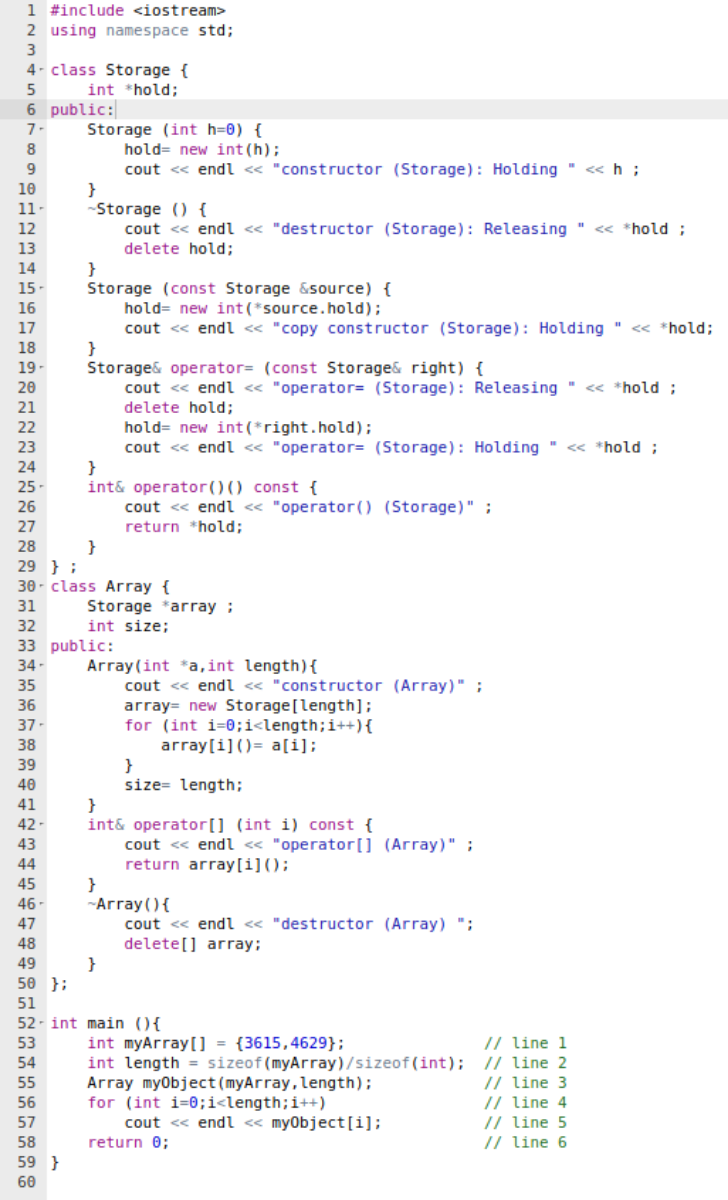 1 #include <iostream>
2 using namespace std;
3
4 class Storage {
5     int *hold;
6 public:
7     Storage (int h=0) {
8         hold= new int(h);
9         cout << endl << "constructor (Storage): Holding " << h ;
10     }
11     ~Storage () {
12         cout << endl << "destructor (Storage): Releasing " << *hold ;
13         delete hold;
14     }
15     Storage (const Storage &source) {
16         hold= new int(*source.hold);
17         cout << endl << "copy constructor (Storage): Holding " << *hold;
18     }
19     Storage& operator= (const Storage& right) {
20         cout << endl << "operator= (Storage): Releasing " << *hold ;
21         delete hold;
22         hold= new int(*right.hold);
23         cout << endl << "operator= (Storage): Holding " << *hold ;
24     }
25     int& operator()() const {
26         cout << endl << "operator() (Storage)" ;
27         return *hold;
28     }
29 } ;
30 class Array {
31     Storage *array ;
32     int size;
33 public:
34     Array(int *a,int length){
35         cout << endl << "constructor (Array)" ;
36         array= new Storage[length];
37         for (int i=0;i<length;i++){
38             array[i]()= a[i];
39         }
40         size= length;
41     }
42     int& operator[] (int i) const {
43         cout << endl << "operator[] (Array)" ;
44         return array[i]();
45     }
46     ~Array(){
47         cout << endl << "destructor (Array) ";
48         delete[] array;
49     }
50 };
51
52 int main (){
53     int myArray[] = {3615,4629};               // line 1
54     int length = sizeof(myArray)/sizeof(int);  // line 2
55     Array myObject(myArray,length);            // line 3
56     for (int i=0;i<length;i++)                 // line 4
57         cout << endl << myObject[i];           // line 5
58     return 0;                                  // line 6
59 }
60